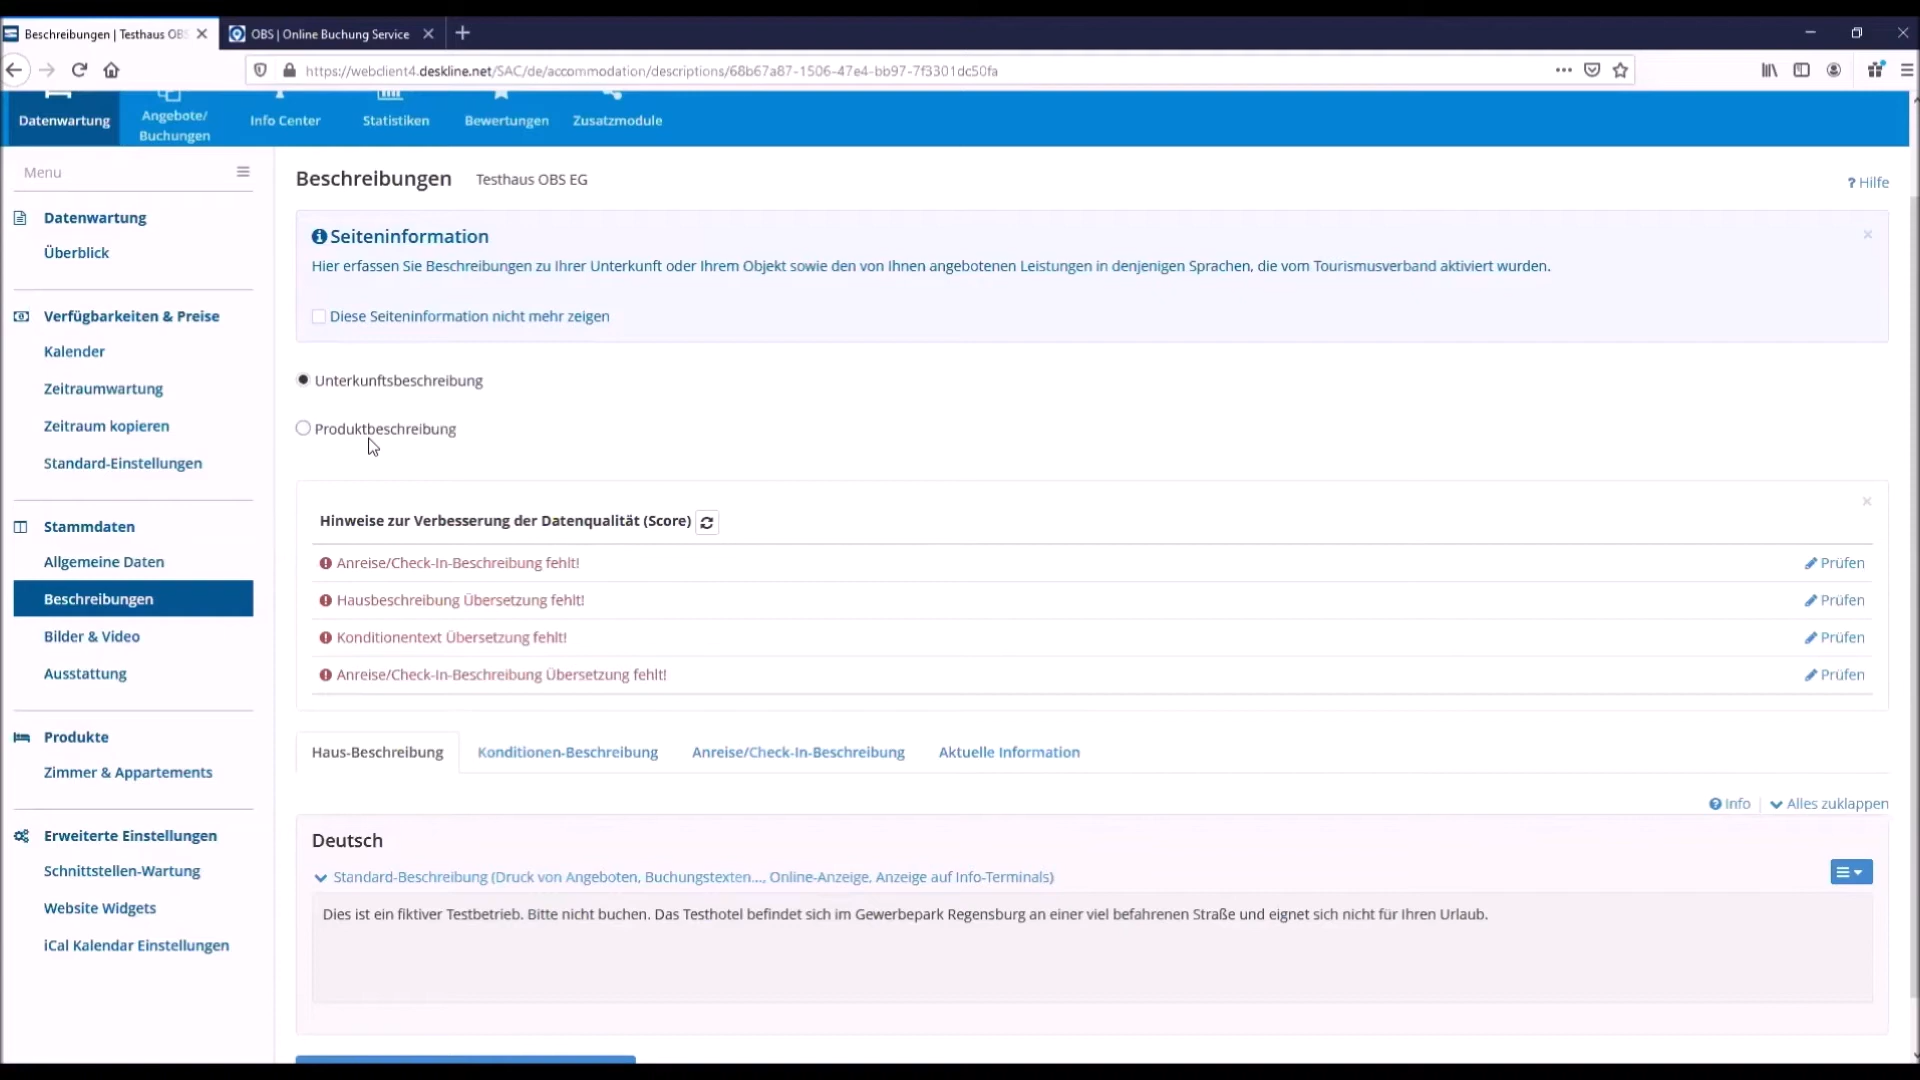 Beschreibungen | Testhaus OBS
OBS | Online Buchung Service
https://webclient4.deskline.net/SAC/de/accommodation/descriptions/68b67a87-1506-47e4-bb97-7f3301dc50fa
Datenwartung
Angebote/
Buchungen
Info Center
Statistiken
Bewertungen
Zusatzmodule
Menu
Datenwartung
Überblick
Verfügbarkeiten & Preise
Kalender
Zeitraumwartung
Zeitraum kopieren
Standard-Einstellungen
Stammdaten
Allgemeine Daten
Beschreibungen
Bilder & Video
Ausstattung
Produkte
Zimmer & Appartements
Erweiterte Einstellungen
Schnittstellen-Wartung
Website Widgets
iCal Kalendar Einstellungen
Beschreibungen Testhaus OBS EG
? Hilfe
Seiteninformation
Hier erfassen Sie Beschreibungen zu Ihrer Unterkunft oder Ihrem Objekt sowie den von Ihnen angebotenen Leistungen in denjenigen Sprachen, die vom Tourismusverband aktiviert wurden.
Diese Seiteninformation nicht mehr zeigen
Unterkunftsbeschreibung
Produktbeschreibung
Hinweise zur Verbesserung der Datenqualität (Score)
Anreise/Check-In-Beschreibung fehlt! Prüfen
Hausbeschreibung Übersetzung fehlt! Prüfen
Konditionentext Übersetzung fehlt! Prüfen
Anreise/Check-In-Beschreibung Übersetzung fehlt! Prüfen
Haus-Beschreibung Konditionen-Beschreibung Anreise/Check-In-Beschreibung Aktuelle Information
Info | Alles zuklappen
Deutsch
Standard-Beschreibung (Druck von Angeboten, Buchungstexten..., Online-Anzeige, Anzeige auf Info-Terminals)
Dies ist ein fiktiver Testbetrieb. Bitte nicht buchen. Das Testhotel befindet sich im Gewerbepark Regensburg an einer viel befahrenen Straße und eignet sich nicht für Ihren Urlaub.